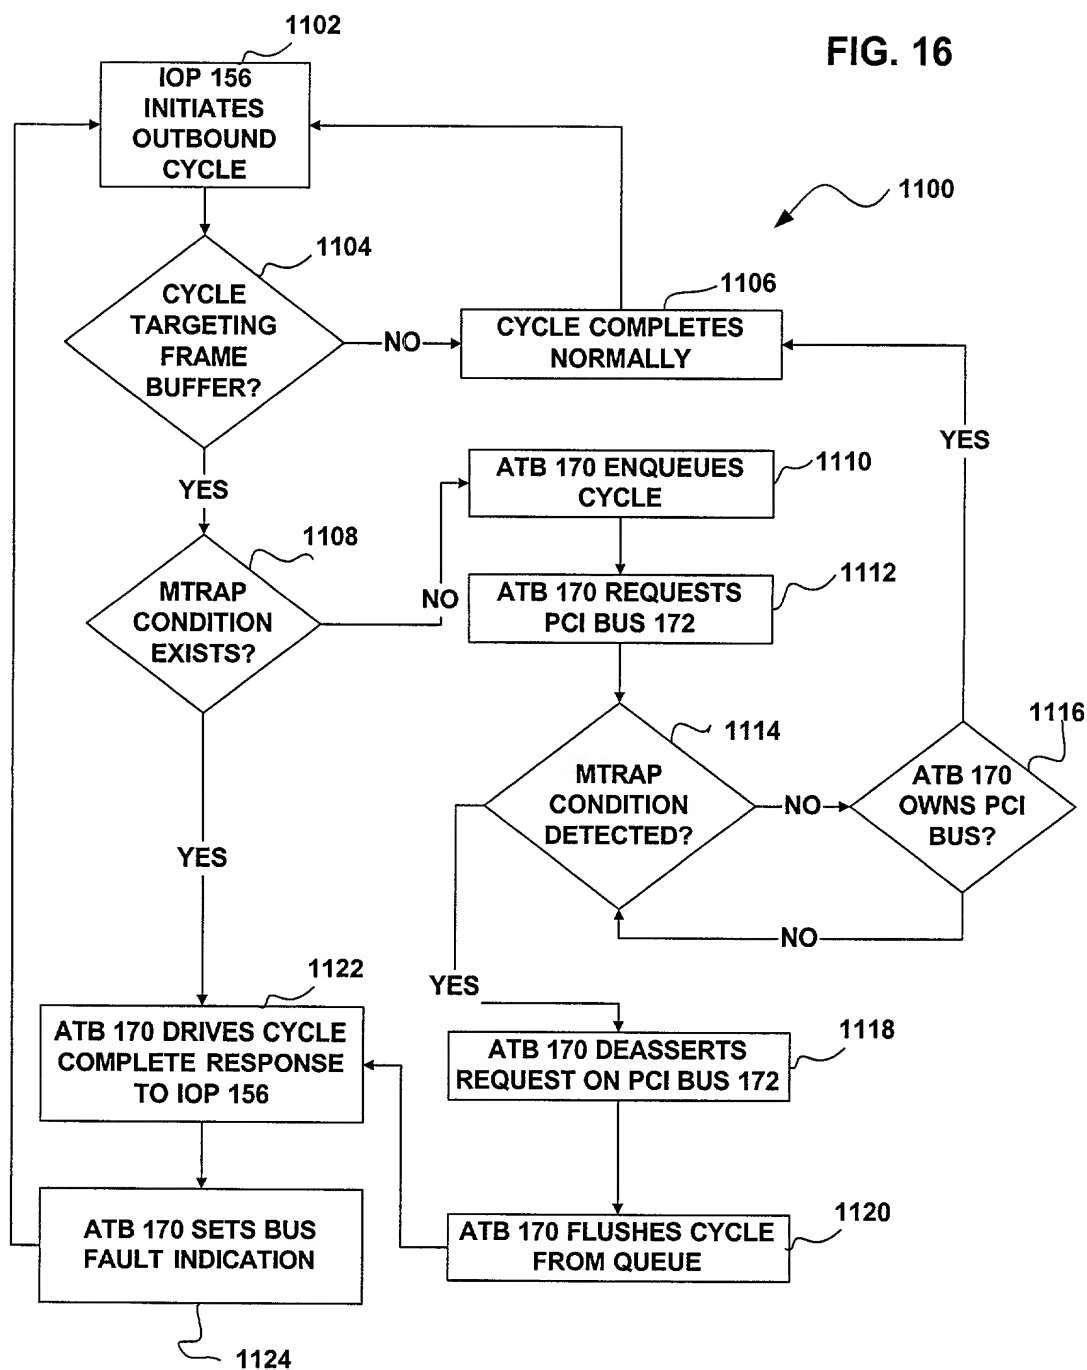 1102
FIG. 16
IOP 156
INITIATES
OUTBOUND
CYCLE
1100
1104
CYCLE
TARGETING
FRAME
BUFFER?
NO
1106
CYCLE COMPLETES
NORMALLY
YES
YES
1108
MTRAP
CONDITION
EXISTS?
NO
ATB 170 ENQUEUES
CYCLE
1110
ATB 170 REQUESTS
PCI BUS 172
1112
1114
MTRAP
CONDITION
DETECTED?
NO
1116
ATB 170
OWNS PCI
BUS?
NO
YES
YES
1122
ATB 170 DRIVES CYCLE
COMPLETE RESPONSE
TO IOP 156
1118
ATB 170 DEASSERTS
REQUEST ON PCI BUS 172
1120
ATB 170 FLUSHES CYCLE
FROM QUEUE
ATB 170 SETS BUS
FAULT INDICATION
1124